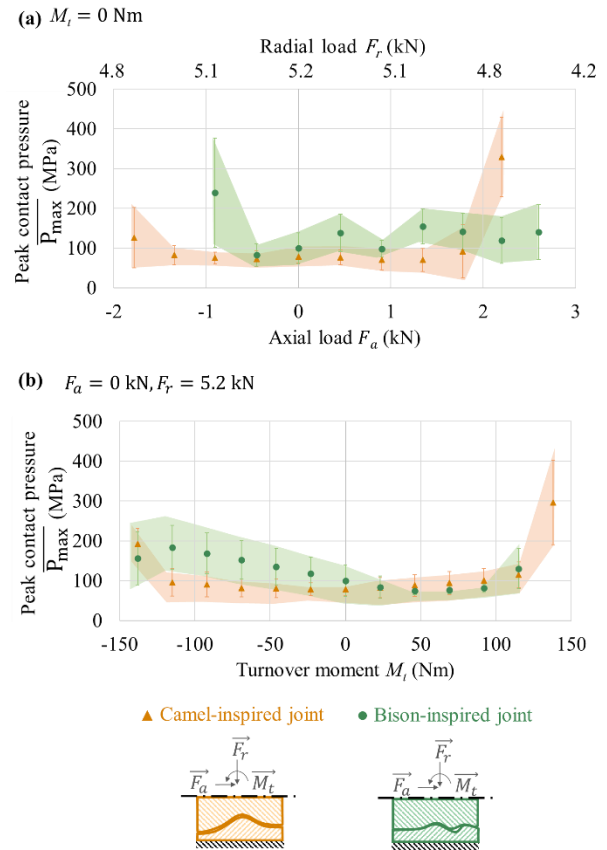 (a) M_t = 0 Nm
Radial load F_r (kN)
4.8 5.1 5.2 5.1 4.8 4.2
Peak contact pressure
P_max (MPa)
500
400
300
200
100
0
-2 -1 0 1 2 3
Axial load F_a (kN)
(b) F_a = 0 kN, F_r = 5.2 kN
Peak contact pressure
P_max (MPa)
500
400
300
200
100
0
-150 -100 -50 0 50 100 150
Turnover moment M_t (Nm)
Camel-inspired joint Bison-inspired joint
F_r F_r
F_a M_t F_a M_t